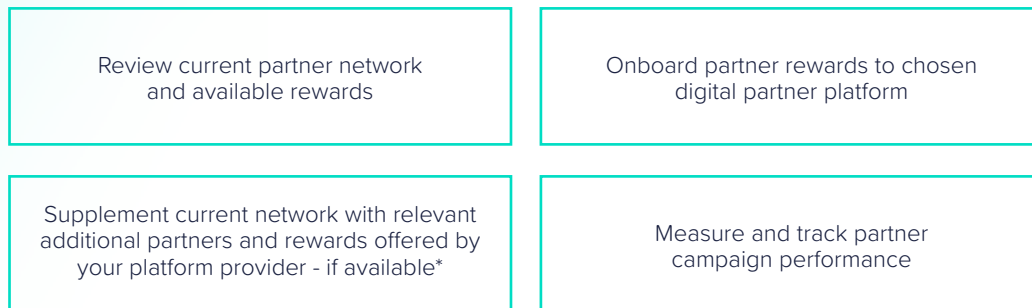 Review current partner network
and available rewards
Onboard partner rewards to chosen
digital partner platform
Supplement current network with relevant
additional partners and rewards offered by
your platform provider - if available*
Measure and track partner
campaign performance